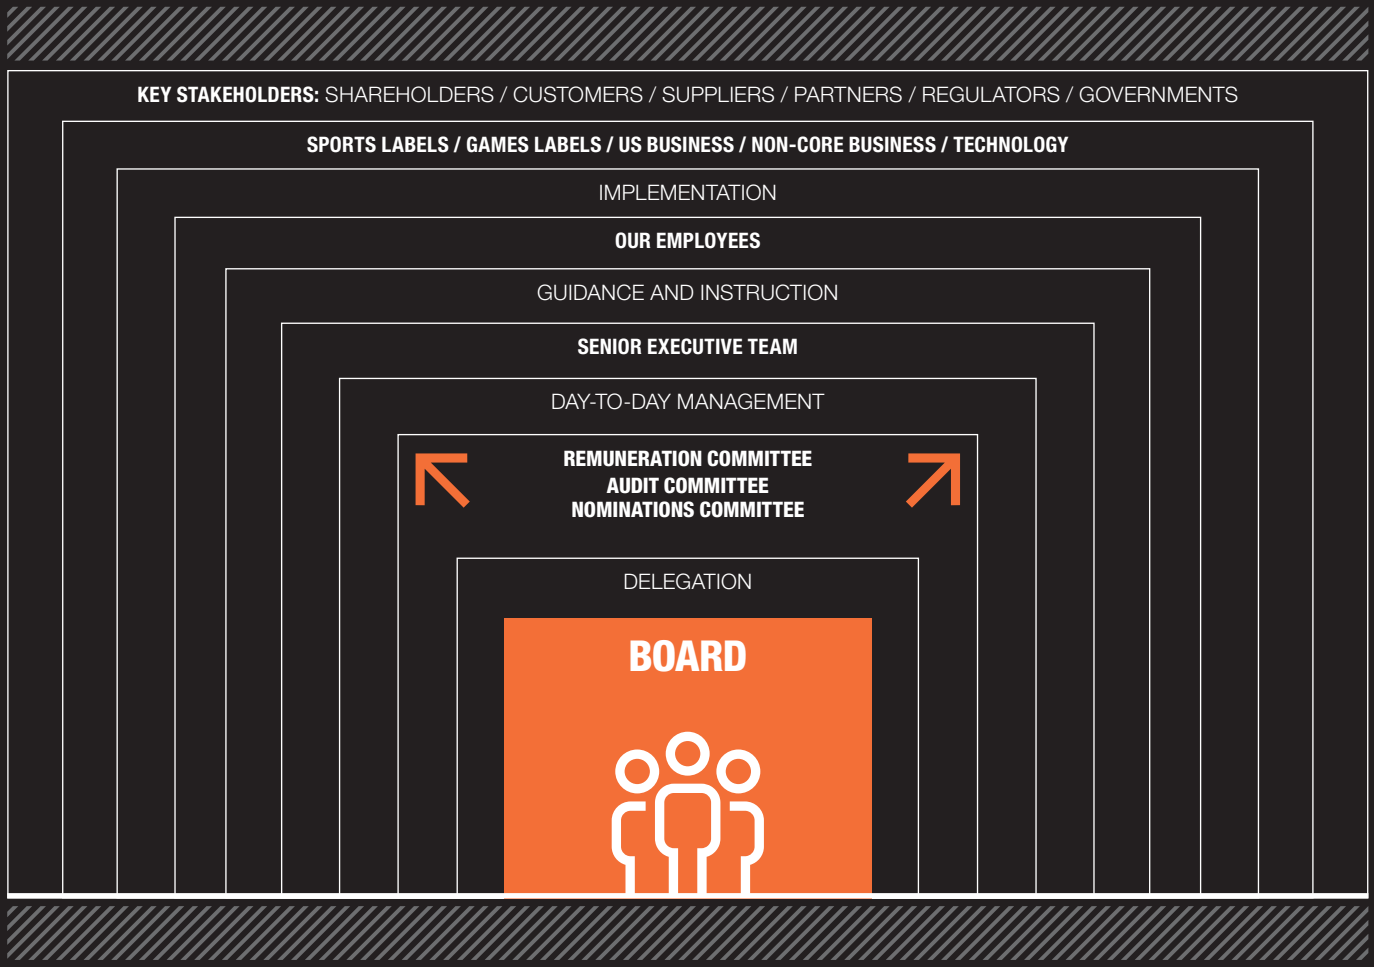 KEY STAKEHOLDERS: SHAREHOLDERS / CUSTOMERS / SUPPLIERS / PARTNERS / REGULATORS / GOVERNMENTS
SPORTS LABELS / GAMES LABELS / US BUSINESS / NON-CORE BUSINESS / TECHNOLOGY
IMPLEMENTATION
OUR EMPLOYEES
GUIDANCE AND INSTRUCTION
SENIOR EXECUTIVE TEAM
DAY-TO-DAY MANAGEMENT
REMUNERATION COMMITTEE
AUDIT COMMITTEE
NOMINATIONS COMMITTEE
DELEGATION
BOARD